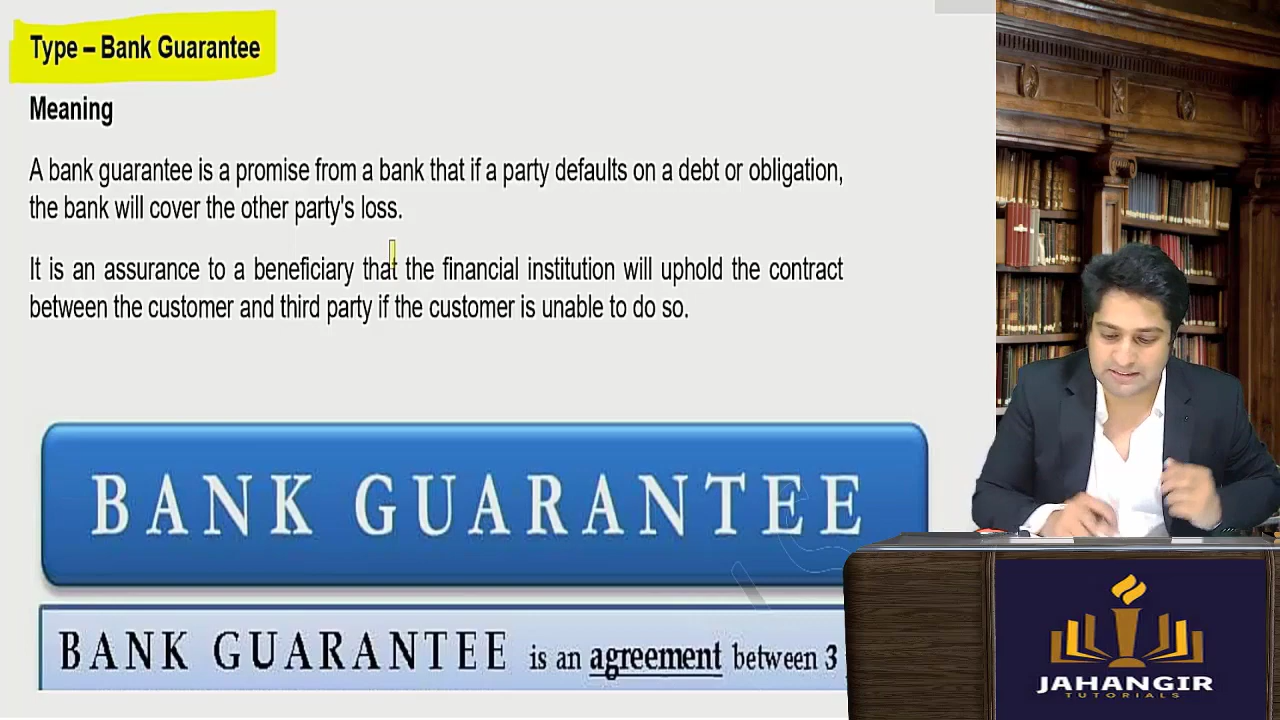 Type – Bank Guarantee
Meaning
A bank guarantee is a promise from a bank that if a party defaults on a debt or obligation,
the bank will cover the other party's loss.
It is an assurance to a beneficiary that the financial institution will uphold the contract
between the customer and third party if the customer is unable to do so.
BANK GUARANTEE
BANK GUARANTEE is an agreement between 3
JAHANGIR
TUTORIALS